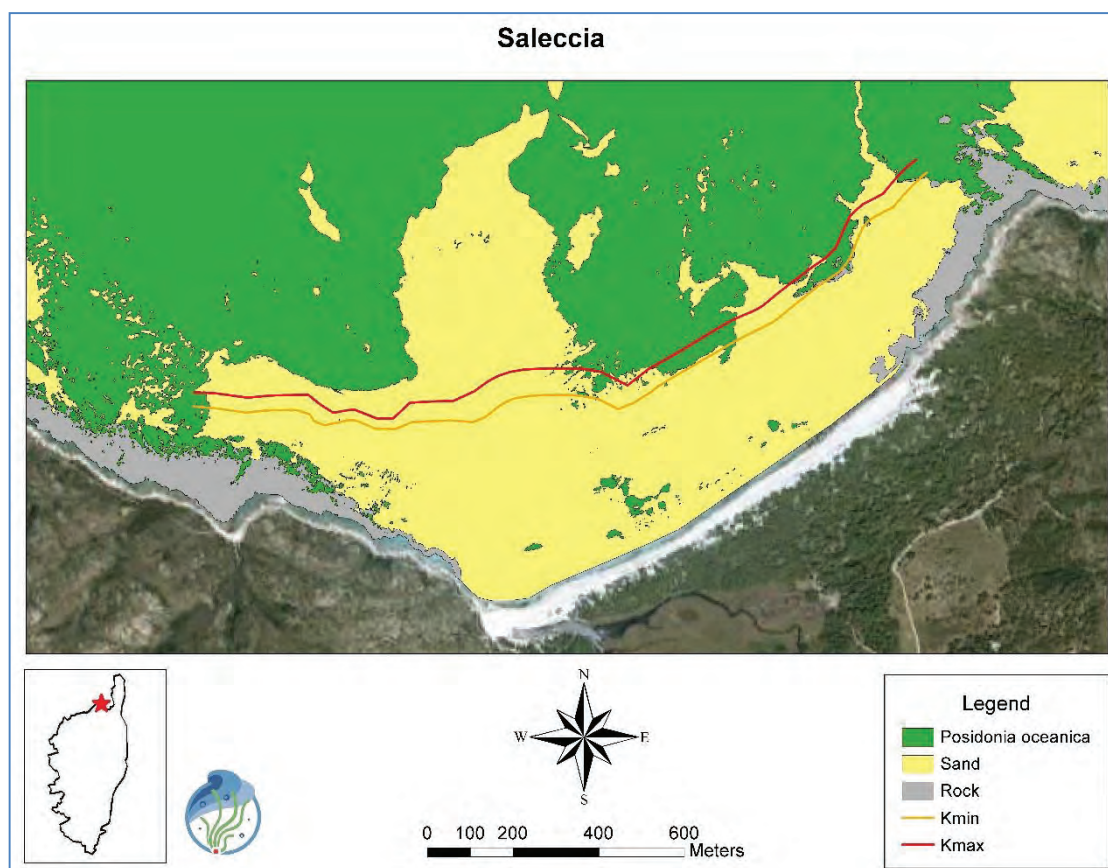 Saleccia
N
W E
S
0 100 200 400 600
Meters
Legend
Posidonia oceanica
Sand
Rock
Kmin
Kmax